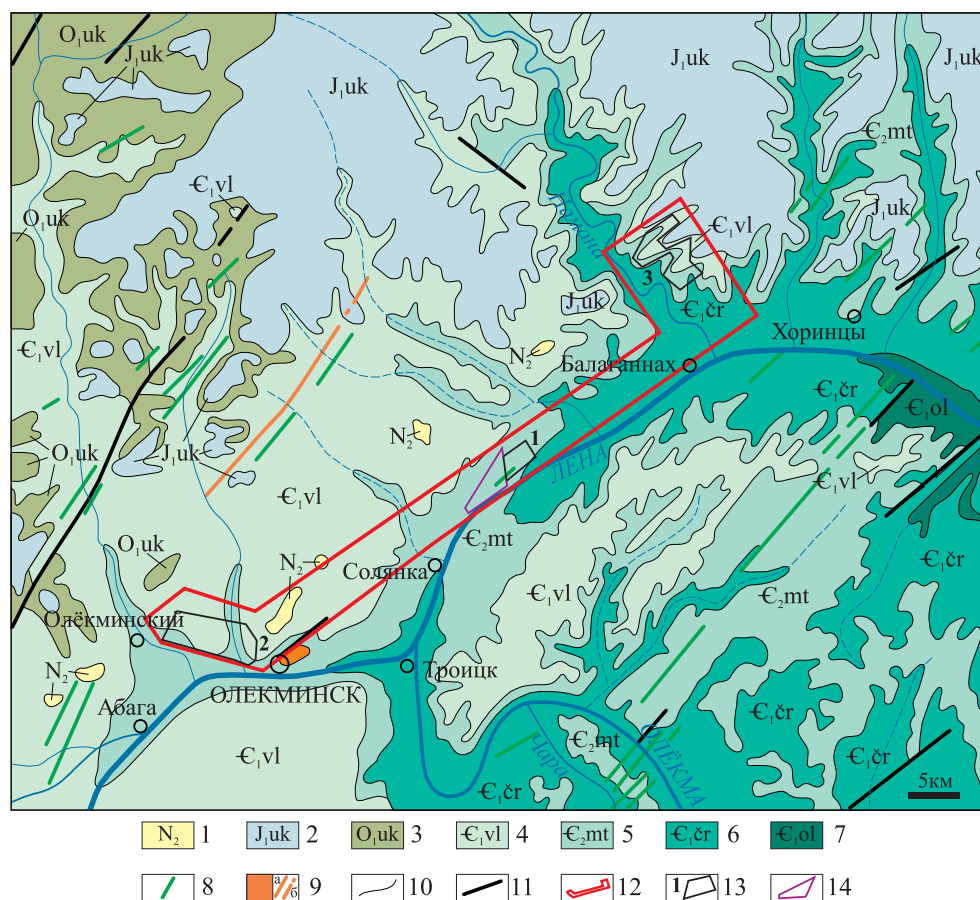 O₁uk
J₁uk
J₁uk
J₁uk
J₁uk
Є₂mt
Є₁vl
J₁uk
O₁uk
Намана
Є₁vl
3
J₁uk
Є₁čr
Хоринцы
Є₁vl
N₂
Балаганнах
Є₁čr
Є₁ol
N₂
1
ЛЕНА
O₁uk
J₁uk
Є₁vl
Є₁vl
Є₂mt
O₁uk
N₂
Солянка
Є₁čr
Є₁vl
Є₂mt
Олёкминский
2
N₂
ОЛЕКМИНСК
Троицк
Абага
Є₁čr
Є₁vl
Чара
Є₂mt
ОЛЁКМА
Є₁čr
Є₁čr
5км
N₂ 1 J₁uk 2 O₁uk 3 Є₁vl 4 Є₂mt 5 Є₁čr 6 Є₁ol 7
8 а б 9 10 11 12 1 13 14